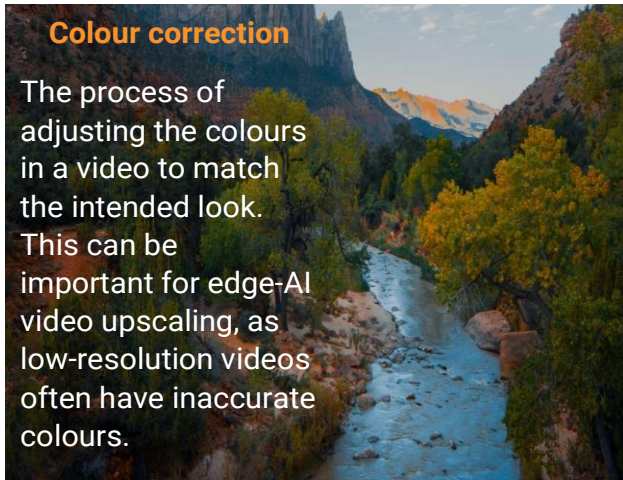 Colour correction
The process of
adjusting the colours
in a video to match
the intended look.
This can be
important for edge-AI
video upscaling, as
low-resolution videos
often have inaccurate
colours.